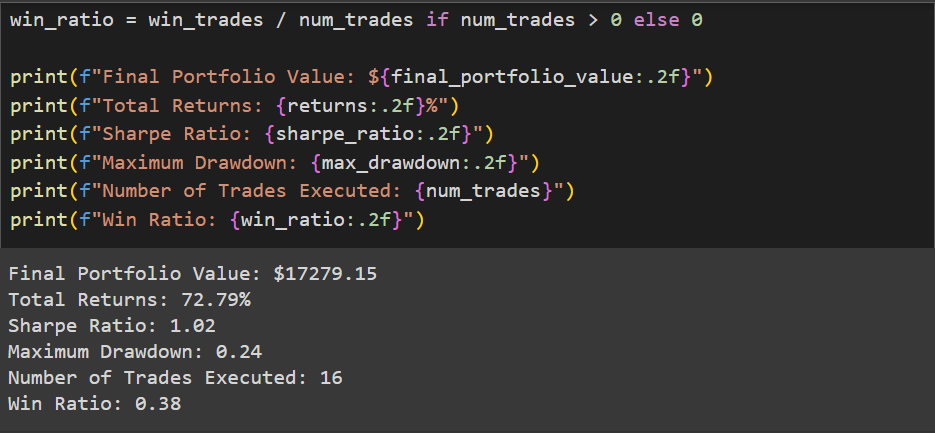 win_ratio = win_trades / num_trades if num_trades > 0 else 0
print(f"Final Portfolio Value: ${final_portfolio_value:.2f}")
print(f"Total Returns: {returns:.2f}%")
print(f"Sharpe Ratio: {sharpe_ratio:.2f}")
print(f"Maximum Drawdown: {max_drawdown:.2f}")
print(f"Number of Trades Executed: {num_trades}")
print(f"Win Ratio: {win_ratio:.2f}")
Final Portfolio Value: $17279.15
Total Returns: 72.79%
Sharpe Ratio: 1.02
Maximum Drawdown: 0.24
Number of Trades Executed: 16
Win Ratio: 0.38